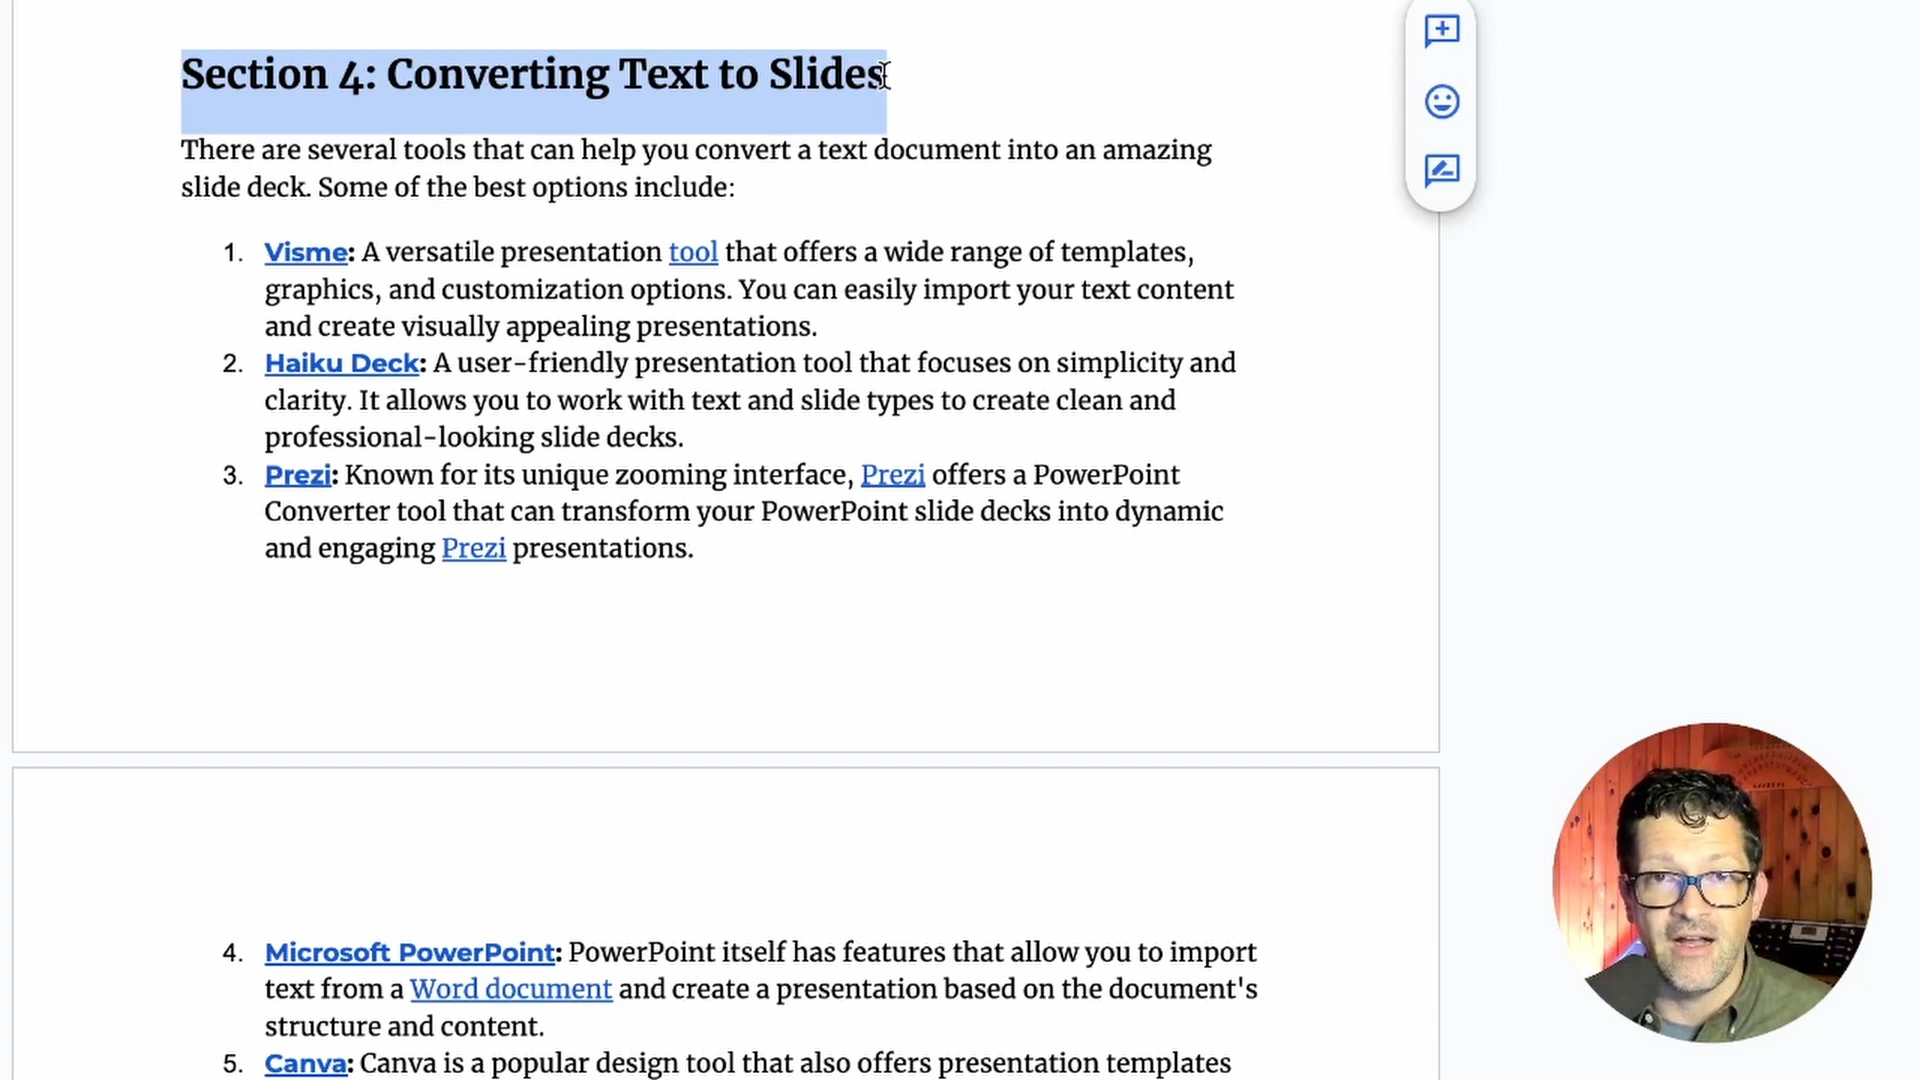 Section 4: Converting Text to Slides
There are several tools that can help you convert a text document into an amazing
slide deck. Some of the best options include:
1. Visme: A versatile presentation tool that offers a wide range of templates,
graphics, and customization options. You can easily import your text content
and create visually appealing presentations.
2. Haiku Deck: A user-friendly presentation tool that focuses on simplicity and
clarity. It allows you to work with text and slide types to create clean and
professional-looking slide decks.
3. Prezi: Known for its unique zooming interface, Prezi offers a PowerPoint
Converter tool that can transform your PowerPoint slide decks into dynamic
and engaging Prezi presentations.
4. Microsoft PowerPoint: PowerPoint itself has features that allow you to import
text from a Word document and create a presentation based on the document's
structure and content.
5. Canva: Canva is a popular design tool that also offers presentation templates